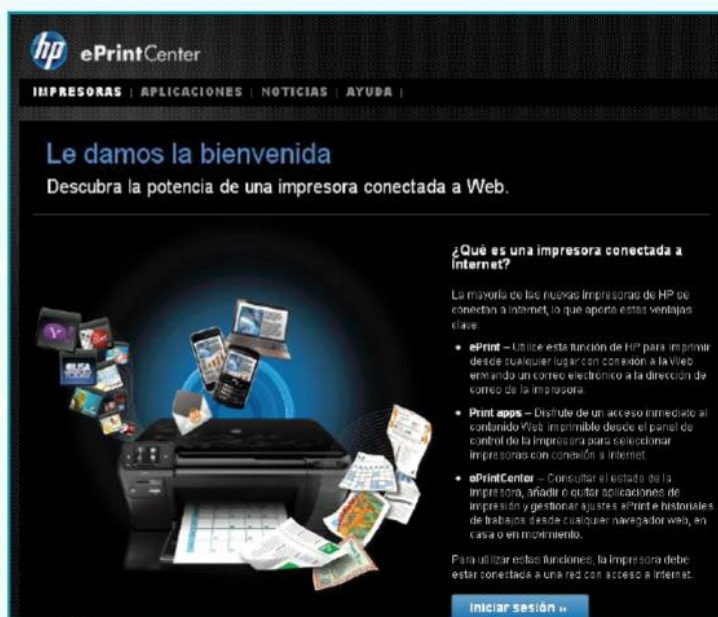 hp ePrintCenter
IMPRESORAS | APLICACIONES | NOTICIAS | AYUDA |
Le damos la bienvenida
Descubra la potencia de una impresora conectada a Web.
¿Qué es una impresora conectada a
Internet?
La mayoría de las nuevas impresoras de HP se
conectan a Internet, lo que aporta estas ventajas
clave:
• ePrint – Utilice esta función de HP para imprimir
desde cualquier lugar con conexión a la Web
enviando un correo electrónico a la dirección de
correo de la impresora.
• Print apps – Disfrute de un acceso inmediato al
contenido Web imprimible desde el panel de
control de la impresora para seleccionar
impresoras con conexión a Internet.
• ePrintCenter – Consultar el estado de la
impresora, añadir o quitar aplicaciones de
impresión y gestionar ajustes ePrint e historiales
de trabajos desde cualquier navegador web, en
casa o en movimiento.
Para utilizar estas funciones, la impresora debe
estar conectada a una red con acceso a Internet.
Iniciar sesión »